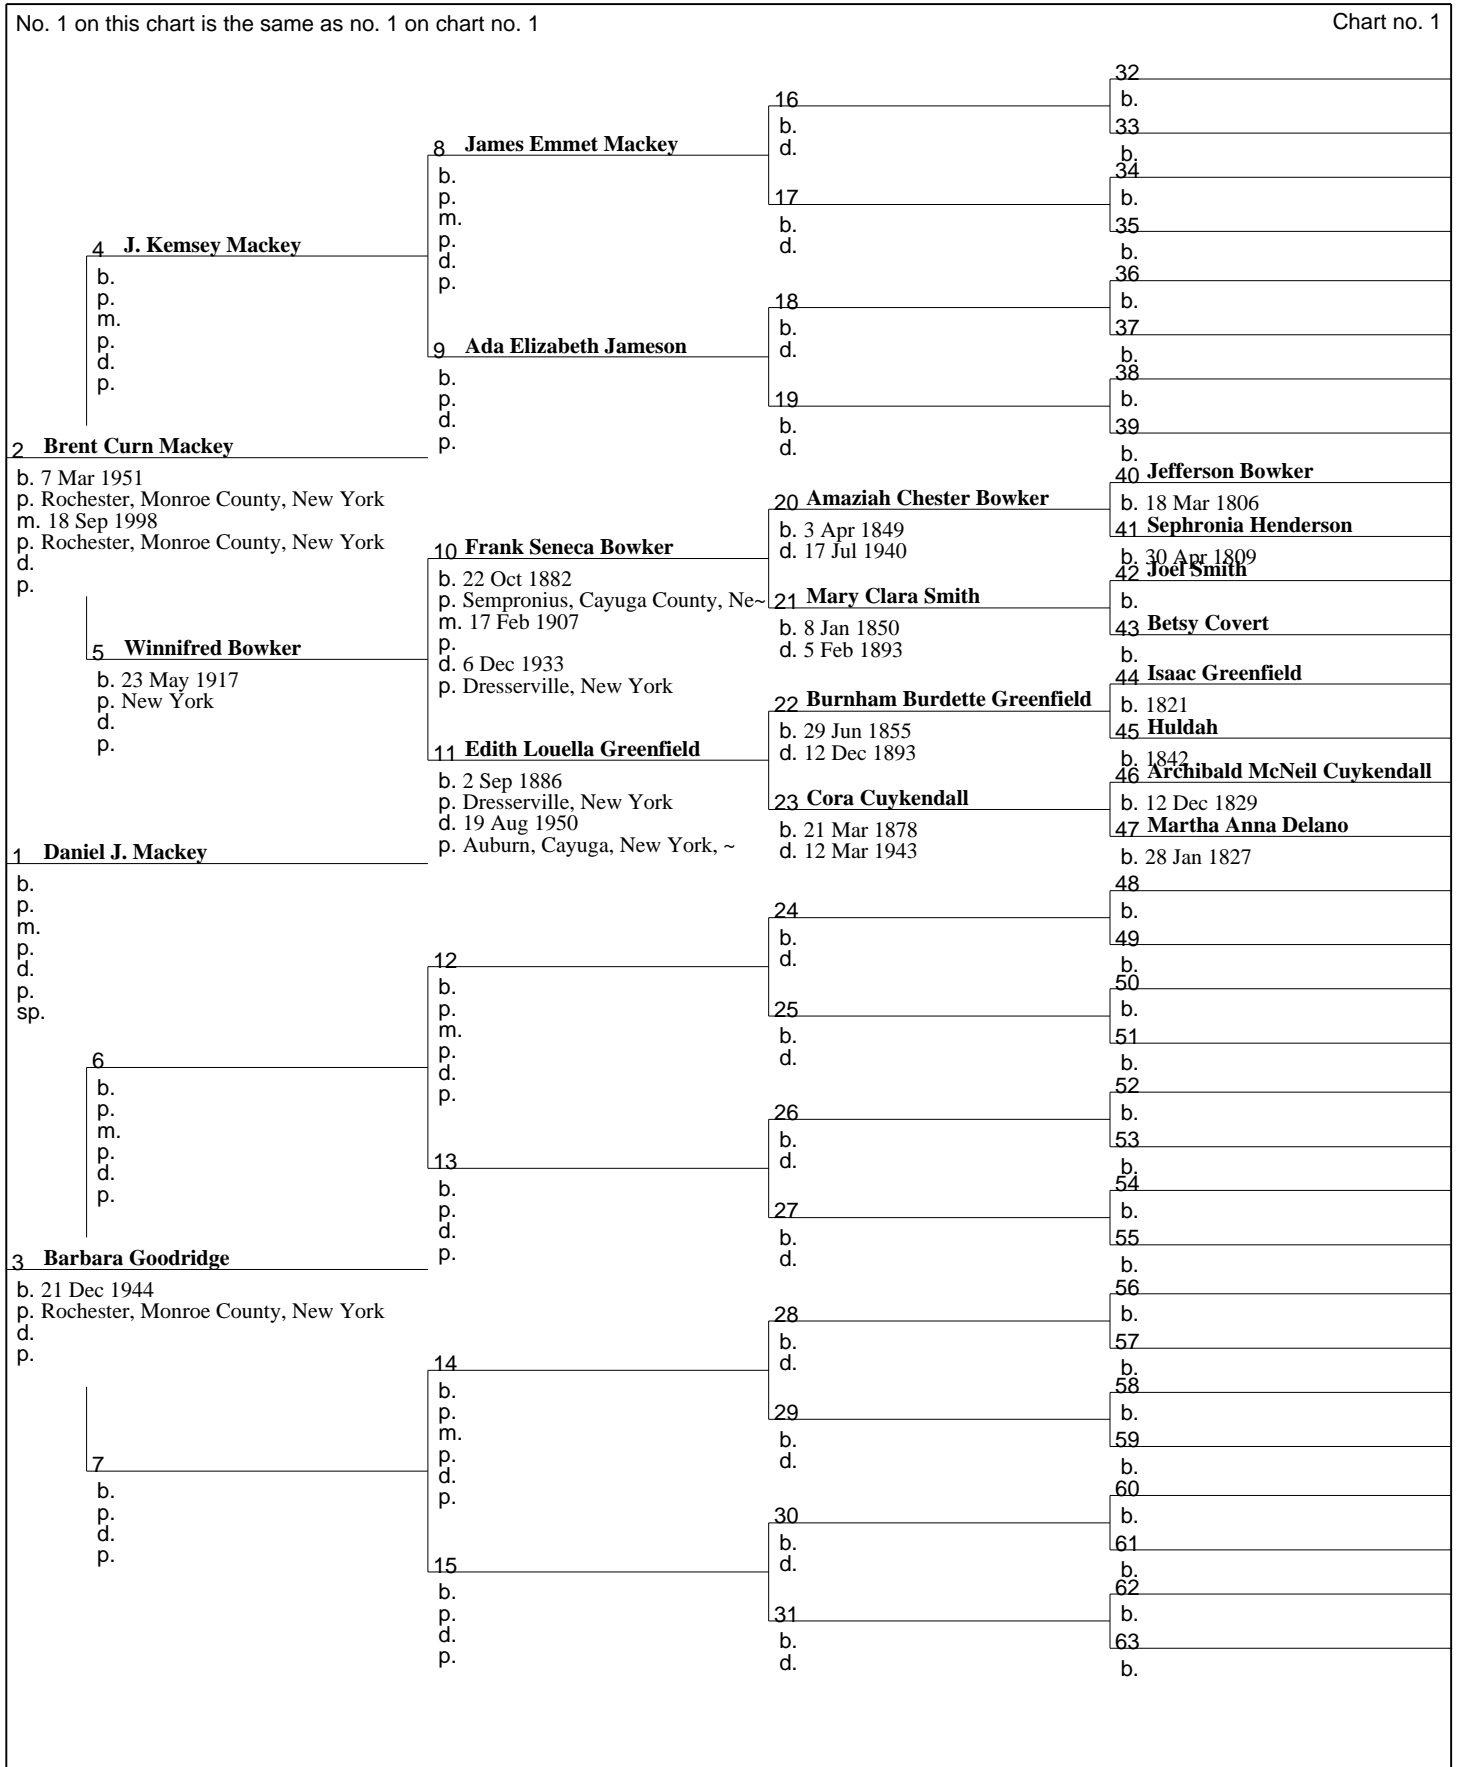 No. 1 on this chart is the same as no. 1 on chart no. 1
Chart no. 1
2 Brent Curn Mackey
b. 7 Mar 1951
p. Rochester, Monroe County, New York
m. 18 Sep 1998
p. Rochester, Monroe County, New York
d.
p.
1 Daniel J. Mackey
b.
p.
m.
p.
d.
p.
sp.
3 Barbara Goodridge
b. 21 Dec 1944
p. Rochester, Monroe County, New York
d.
p.
4 J. Kemsey Mackey
b.
p.
m.
p.
d.
p.
5 Winnifred Bowker
b. 23 May 1917
p. New York
d.
p.
6
b.
p.
m.
p.
d.
p.
7
b.
p.
d.
p.
8 James Emmet Mackey
b.
p.
m.
p.
d.
p.
9 Ada Elizabeth Jameson
b.
p.
d.
p.
10 Frank Seneca Bowker
b. 22 Oct 1882
p. Sempronius, Cayuga County, Ne~
m. 17 Feb 1907
p.
d. 6 Dec 1933
p. Dresserville, New York
11 Edith Louella Greenfield
b. 2 Sep 1886
p. Dresserville, New York
d. 19 Aug 1950
p. Auburn, Cayuga, New York, ~
12
b.
p.
m.
p.
d.
p.
13
b.
p.
d.
p.
14
b.
p.
m.
p.
d.
p.
15
b.
p.
d.
p.
16
b.
d.
17
b.
d.
18
b.
d.
19
b.
d.
20 Amaziah Chester Bowker
b. 3 Apr 1849
d. 17 Jul 1940
21 Mary Clara Smith
b. 8 Jan 1850
d. 5 Feb 1893
22 Burnham Burdette Greenfield
b. 29 Jun 1855
d. 12 Dec 1893
23 Cora Cuykendall
b. 21 Mar 1878
d. 12 Mar 1943
24
b.
d.
25
b.
d.
26
b.
d.
27
b.
d.
28
b.
d.
29
b.
d.
30
b.
d.
31
b.
d.
32
b.
33
b.
34
b.
35
b.
36
b.
37
b.
38
b.
39
b.
40 Jefferson Bowker
b. 18 Mar 1806
41 Sephronia Henderson
b. 30 Apr 1809
42 Joel Smith
b.
43 Betsy Covert
b.
44 Isaac Greenfield
b. 1821
45 Huldah
b. 1842
46 Archibald McNeil Cuykendall
b. 12 Dec 1829
47 Martha Anna Delano
b. 28 Jan 1827
48
b.
49
b.
50
b.
51
b.
52
b.
53
b.
54
b.
55
b.
56
b.
57
b.
58
b.
59
b.
60
b.
61
b.
62
b.
63
b.